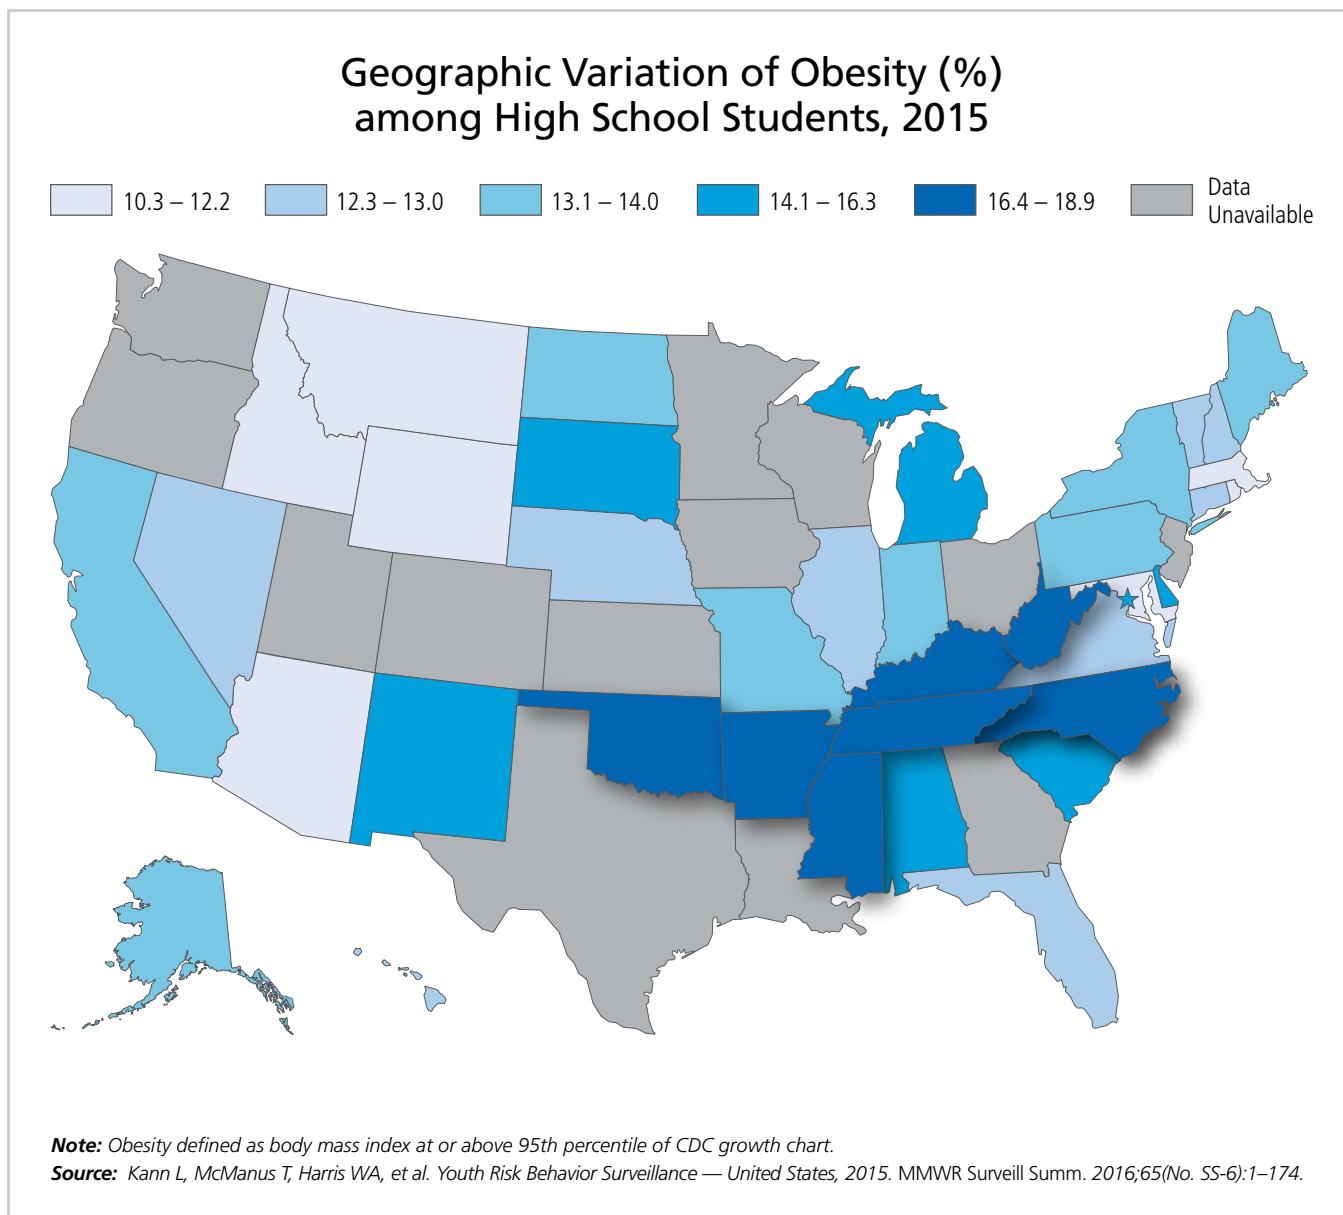 Geographic Variation of Obesity (%)
among High School Students, 2015
10.3 – 12.2
12.3 – 13.0
13.1 – 14.0
14.1 – 16.3
16.4 – 18.9
Data
Unavailable
Note: Obesity defined as body mass index at or above 95th percentile of CDC growth chart.
Source: Kann L, McManus T, Harris WA, et al. Youth Risk Behavior Surveillance — United States, 2015. MMWR Surveill Summ. 2016;65(No. SS-6):1–174.